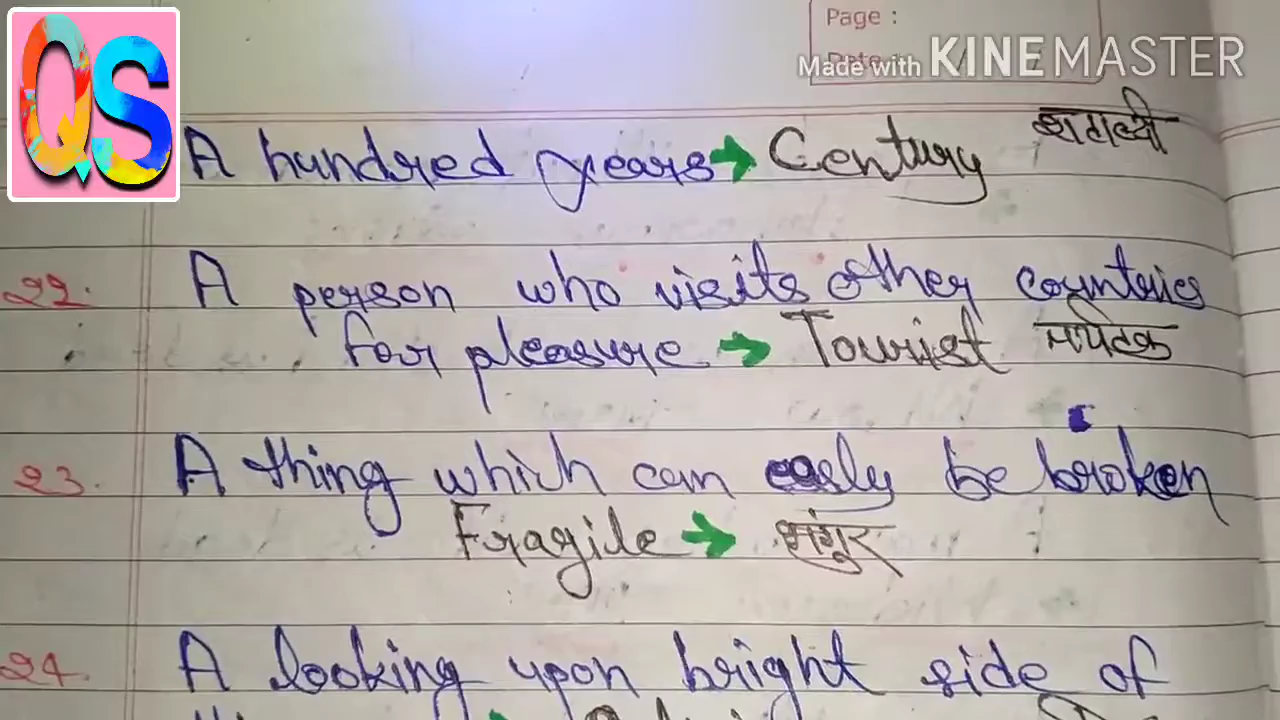 Page :
Made with KINEMASTER
QS
A hundred years → Century शताब्दी
22. A person who visits other countries
for pleasure → Tourist पर्यटक
23. A thing which can easly be broken
Fragile → भंगुर
24. A looking upon bright side of